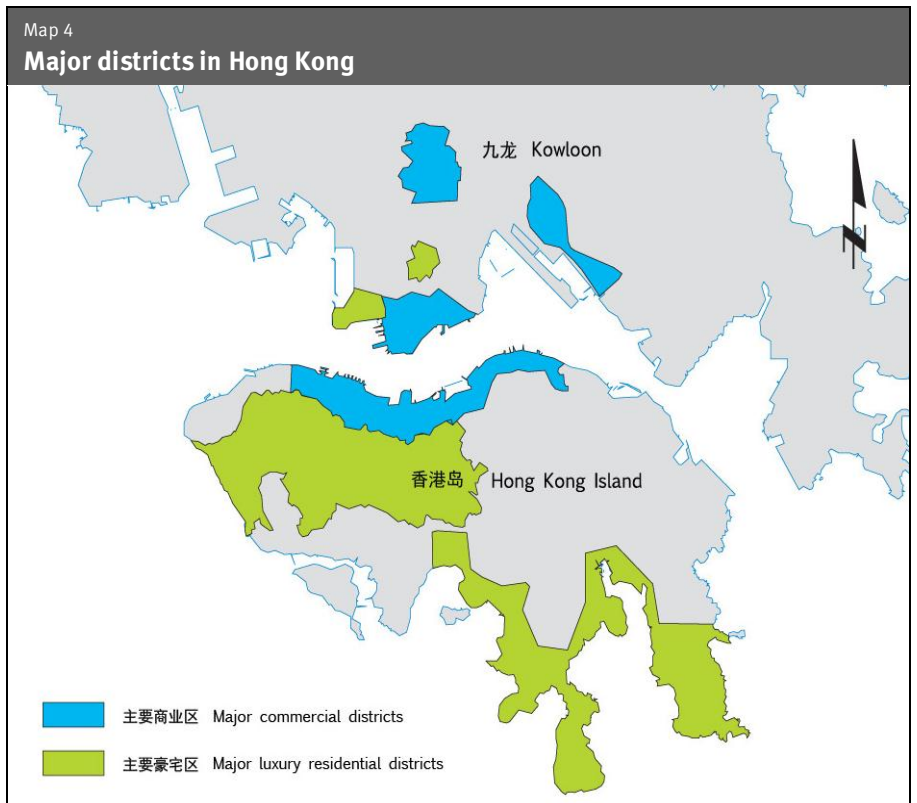 Map 4
Major districts in Hong Kong
九龙 Kowloon
香港岛 Hong Kong Island
主要商业区 Major commercial districts
主要豪宅区 Major luxury residential districts